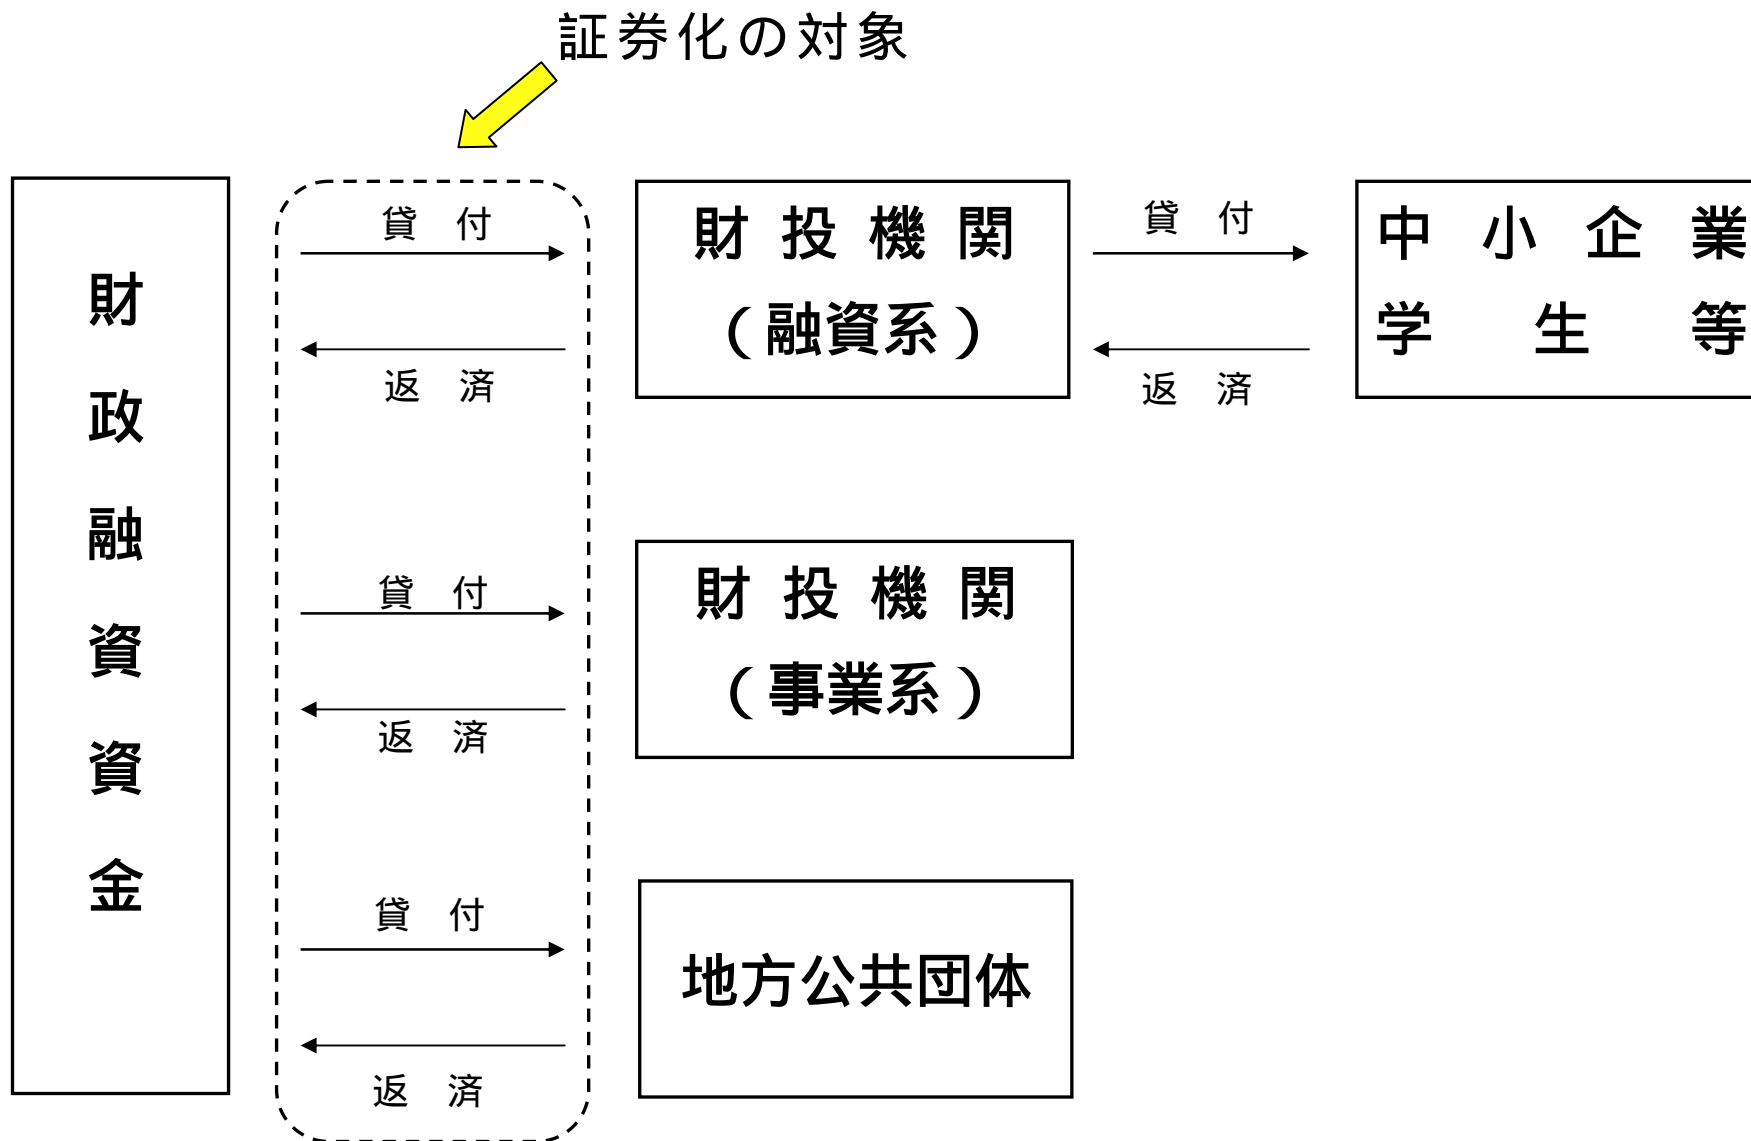 証券化の対象
財政融資資金
貸 付
返 済
財投機関
（融資系）
貸 付
返 済
中小企業
学生等
貸 付
返 済
財投機関
（事業系）
貸 付
返 済
地方公共団体